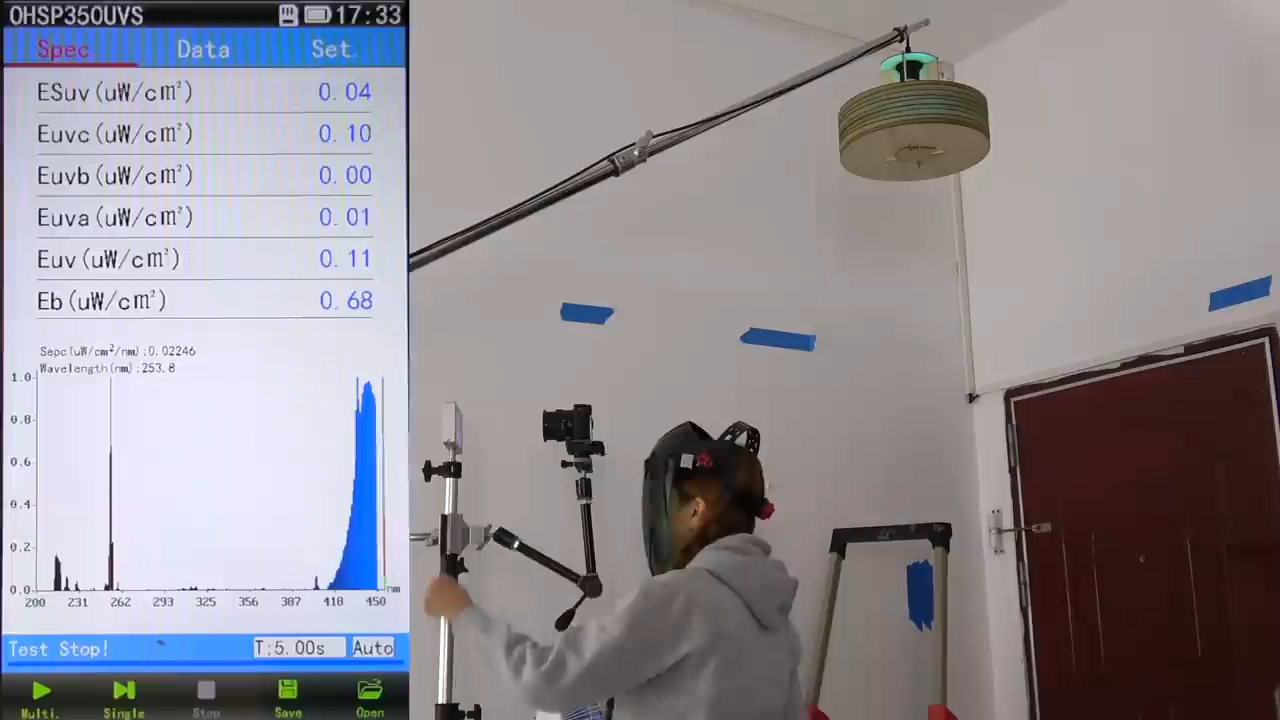 OHSP350UVS 17:33
Spec Data Set
ESuv(uW/cm²) 0.04
Euvc(uW/cm²) 0.10
Euvb(uW/cm²) 0.00
Euva(uW/cm²) 0.01
Euv(uW/cm²) 0.11
Eb(uW/cm²) 0.68
Sepc(uW/cm²/nm):0.02246
Wavelength(nm):253.8
1.0
0.8
0.6
0.4
0.2
0.0 nm
200 231 262 293 325 356 387 418 450
Test Stop! T:5.00s Auto
Multi. Single Stop Save Open